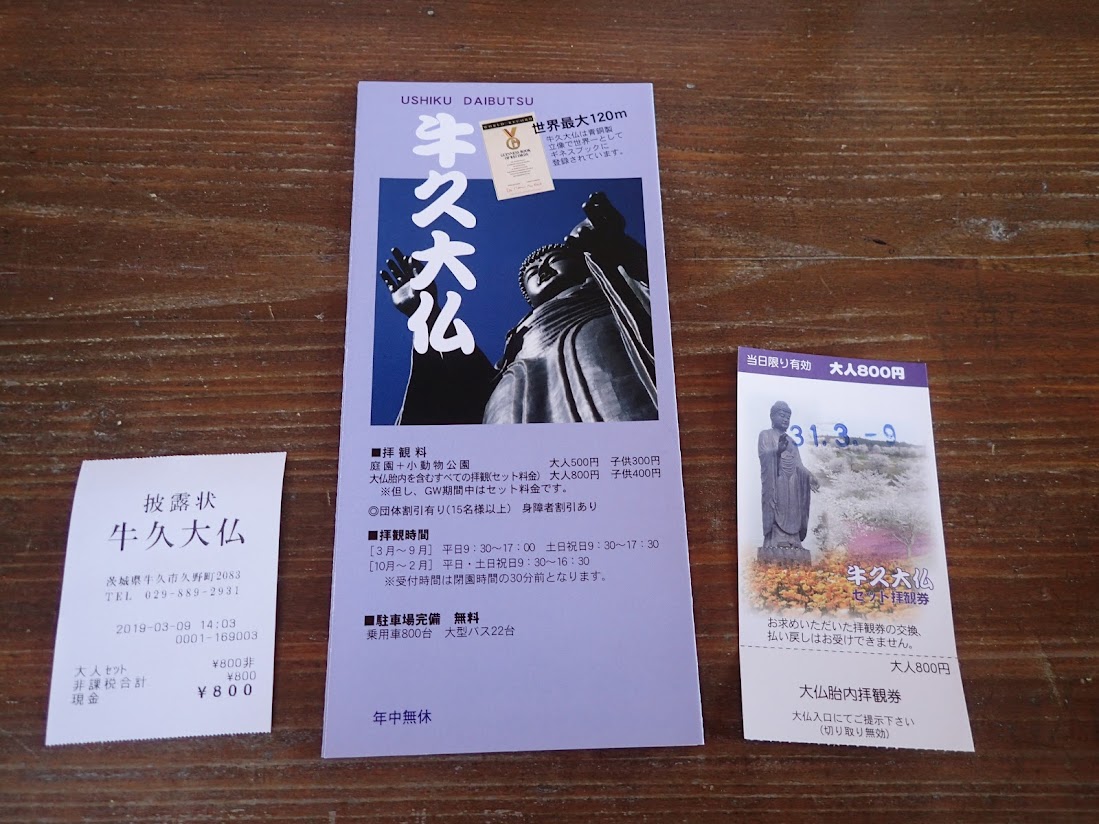 披露状
牛久大仏
茨城県牛久市久野町2083
TEL 029-889-2931
2019-03-09 14:03
0001-169003
大人セット ¥800非
非課税合計 ¥800
現金 ¥800
USHIKU DAIBUTSU
牛久大仏
世界最大120m
牛久大仏は青銅製
立像で世界一として
ギネスブックに
登録されています。
■拝観料
庭園+小動物公園 大人500円 子供300円
大仏胎内を含むすべての拝観(セット料金) 大人800円 子供400円
※但し、GW期間中はセット料金です。
◎団体割引有り(15名様以上) 身障者割引あり
■拝観時間
[3月〜9月] 平日9:30〜17:00 土日祝日9:30〜17:30
[10月〜2月] 平日・土日祝日9:30〜16:30
※受付時間は閉園時間の30分前となります。
■駐車場完備 無料
乗用車800台 大型バス22台
年中無休
当日限り有効 大人800円
31.3.-9
牛久大仏
セット拝観券
お求めいただいた拝観券の交換、
払い戻しはお受けできません。
大人800円
大仏胎内拝観券
大仏入口にてご提示下さい
(切り取り無効)